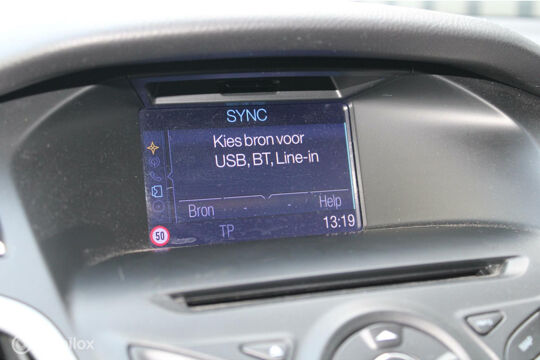 SYNC
Kies bron voor
USB, BT, Line-in
Bron - - Help
50 TP 13:19